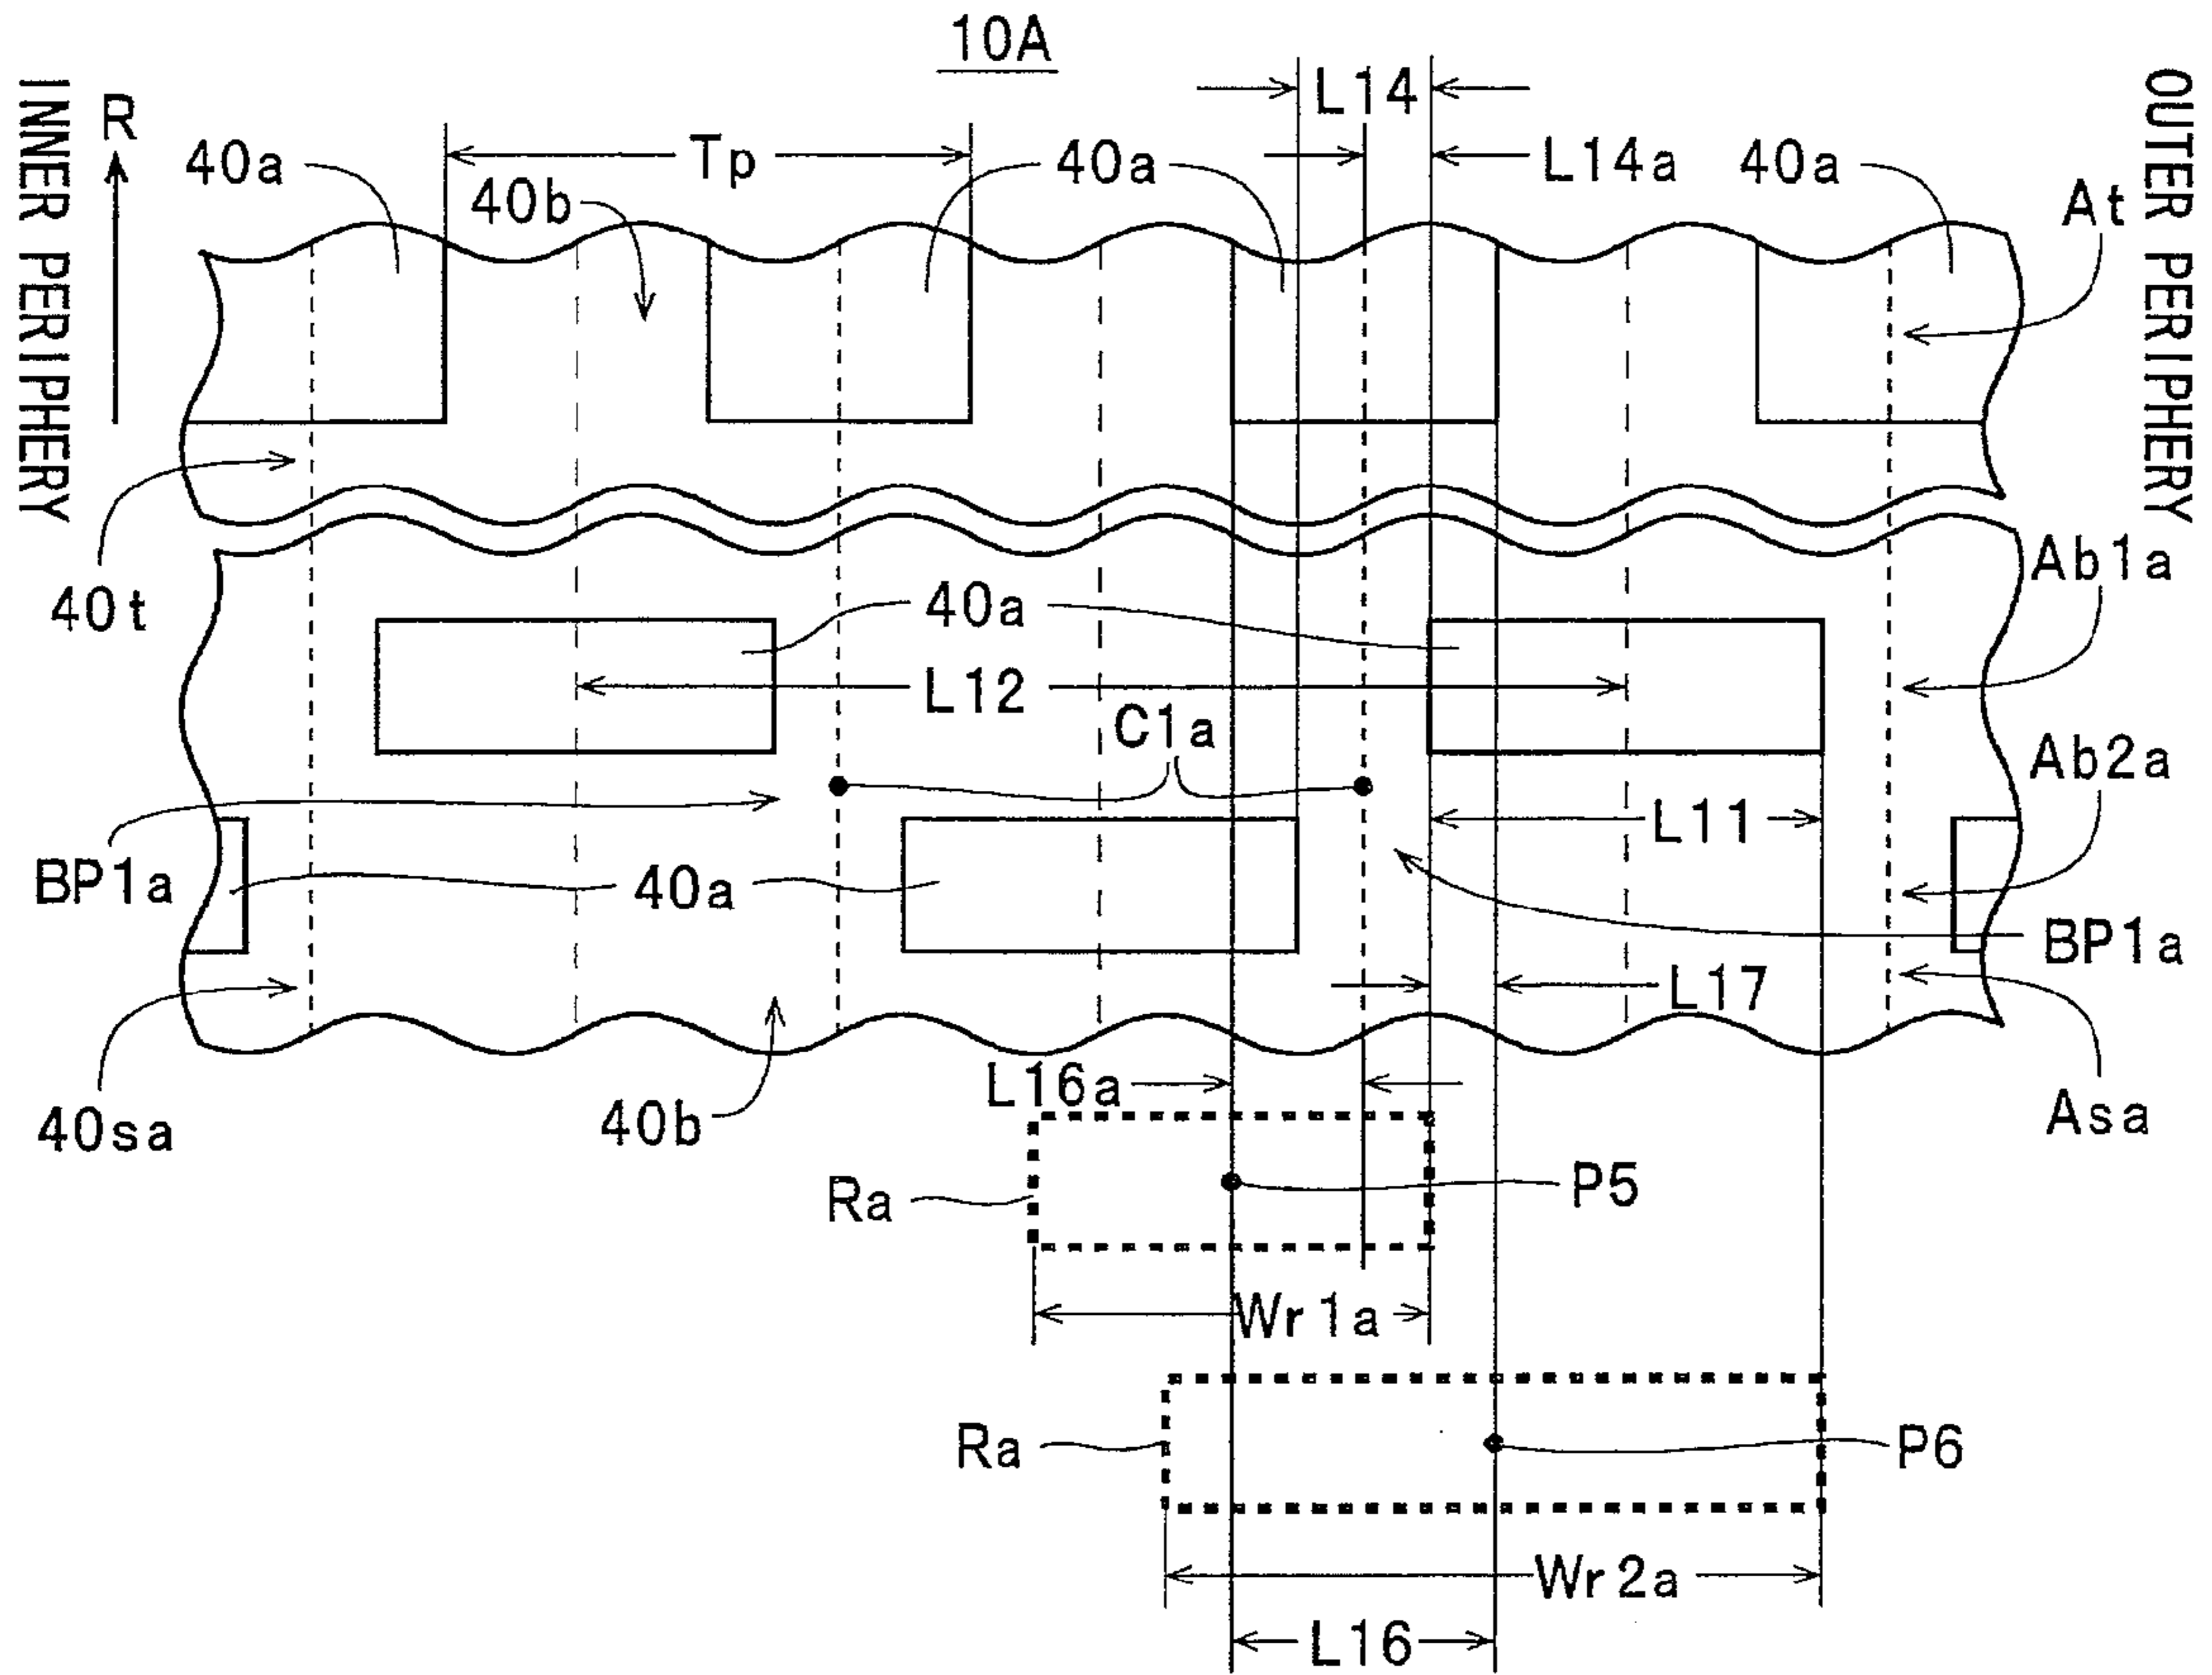 10A
INNER PERIPHERY
OUTER PERIPHERY
R
L14
40a
Tp
40a
L14a
40a
40b
At
40t
40a
Ab1a
L12
C1a
Ab2a
L11
BP1a
40a
BP1a
L17
L16a
40sa
40b
Asa
Ra
P5
Wr1a
Ra
P6
Wr2a
L16